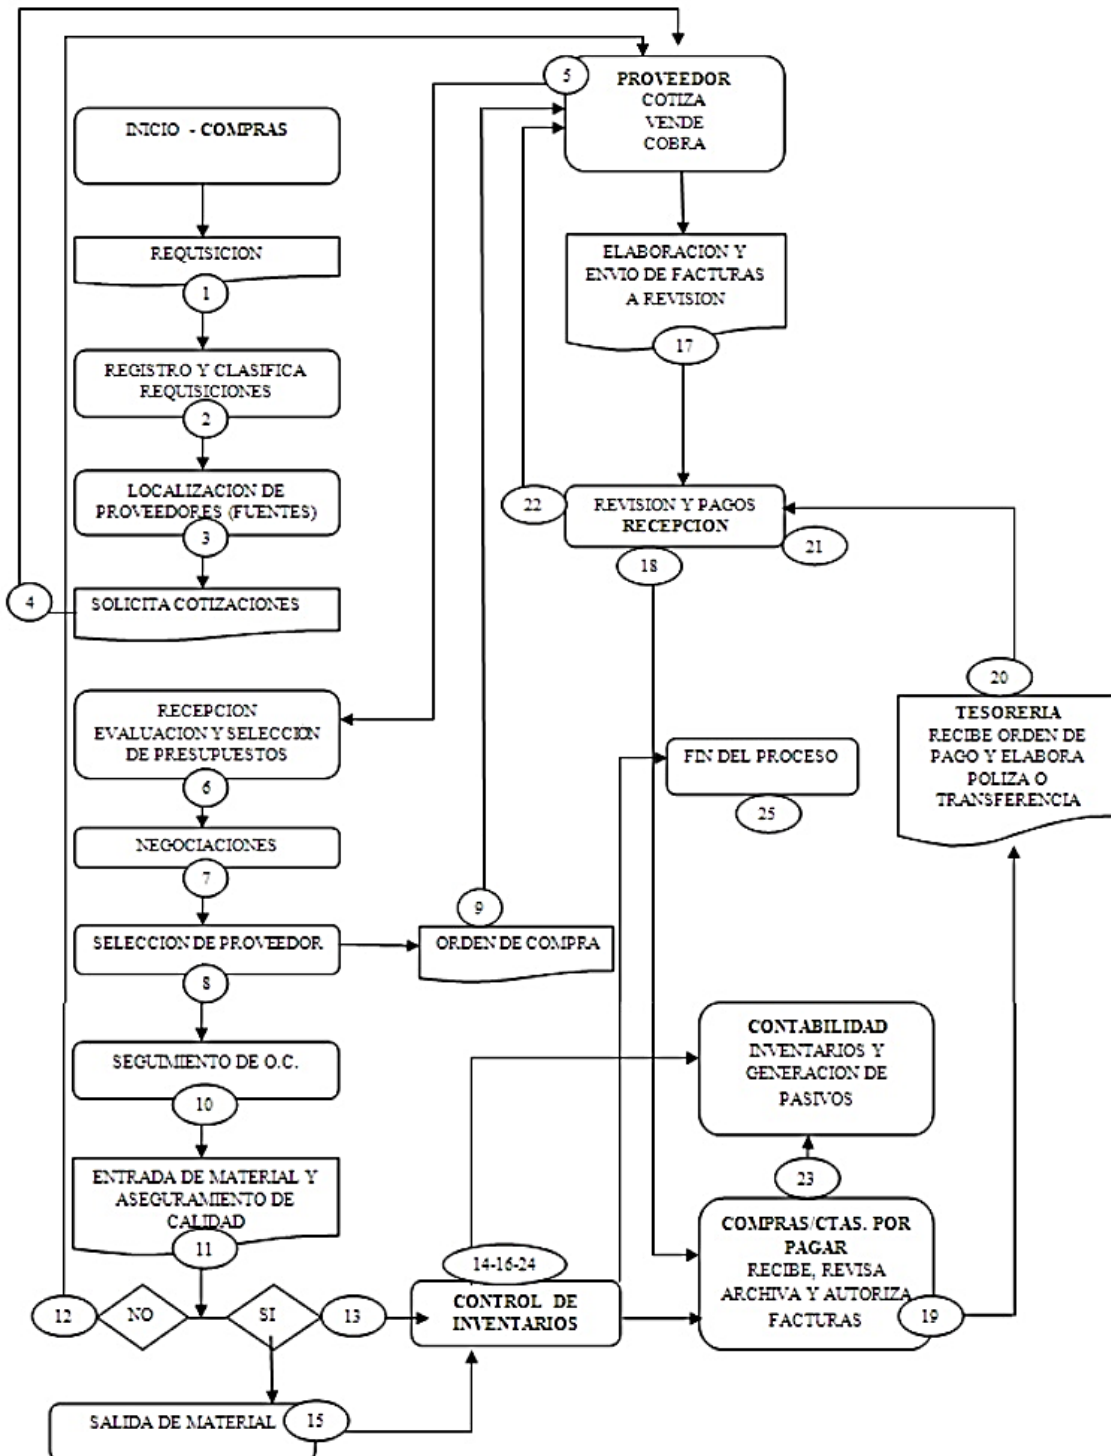 INICIO - COMPRAS
REQUISICION
1
REGISTRO Y CLASIFICA
REQUISICIONES
2
LOCALIZACION DE
PROVEEDORES (FUENTES)
3
4
SOLICITA COTIZACIONES
5
PROVEEDOR
COTIZA
VENDE
COBRA
RECEPCION
EVALUACION Y SELECCION
DE PRESUPUESTOS
6
NEGOCIACIONES
7
SELECCION DE PROVEEDOR
8
9
ORDEN DE COMPRA
SEGUIMIENTO DE O.C.
10
ENTRADA DE MATERIAL Y
ASEGURAMIENTO DE
CALIDAD
11
12
NO
SI
13
14-16-24
CONTROL DE
INVENTARIOS
SALIDA DE MATERIAL
15
ELABORACION Y
ENVIO DE FACTURAS
A REVISION
17
22
REVISION Y PAGOS
RECEPCION
21
18
20
TESORERIA
RECIBE ORDEN DE
PAGO Y ELABORA
POLIZA O
TRANSFERENCIA
FIN DEL PROCESO
25
CONTABILIDAD
INVENTARIOS Y
GENERACION DE
PASIVOS
23
COMPRAS/CTAS. POR
PAGAR
RECIBE, REVISA
ARCHIVA Y AUTORIZA
FACTURAS
19